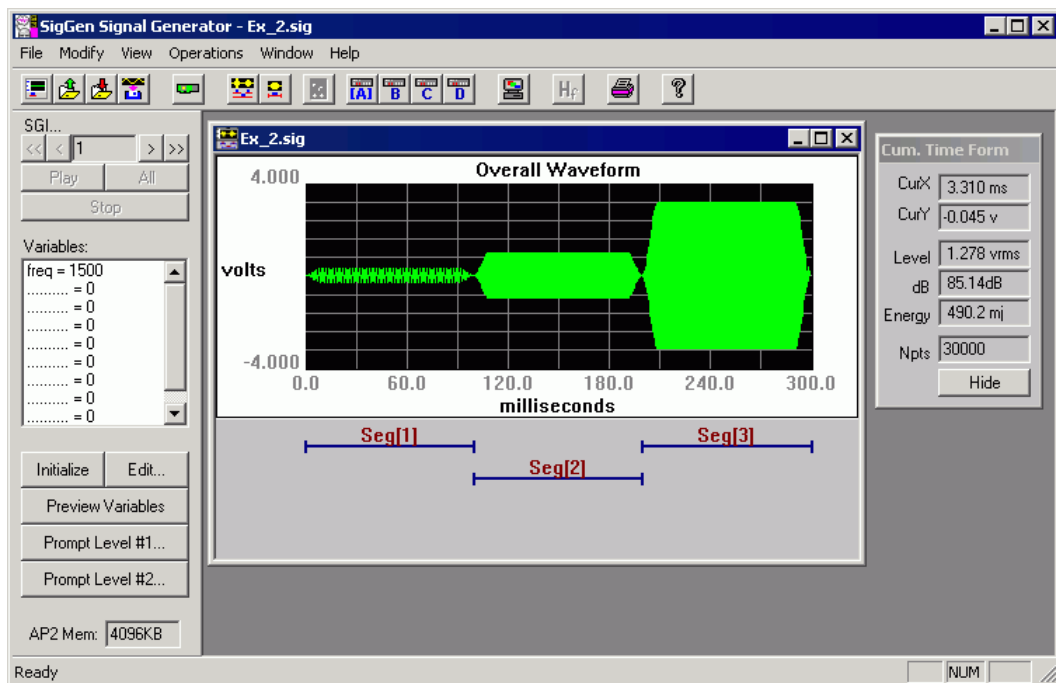 SigGen Signal Generator - Ex_2.sig
File Modify View Operations Window Help
[A] B C D Hf ?
SGI...
<< < 1 > >>
Play All
Stop
Variables:
freq = 1500
......... = 0
......... = 0
......... = 0
......... = 0
......... = 0
......... = 0
......... = 0
......... = 0
Initialize Edit...
Preview Variables
Prompt Level #1...
Prompt Level #2...
AP2 Mem: 4096KB
Ex_2.sig
Overall Waveform
4.000
volts
-4.000
0.0 60.0 120.0 180.0 240.0 300.0
milliseconds
Seg[1] Seg[3]
Seg[2]
Cum. Time Form
CurX 3.310 ms
CurY -0.045 v
Level 1.278 vrms
dB 85.14dB
Energy 490.2 mj
Npts 30000
Hide
Ready NUM